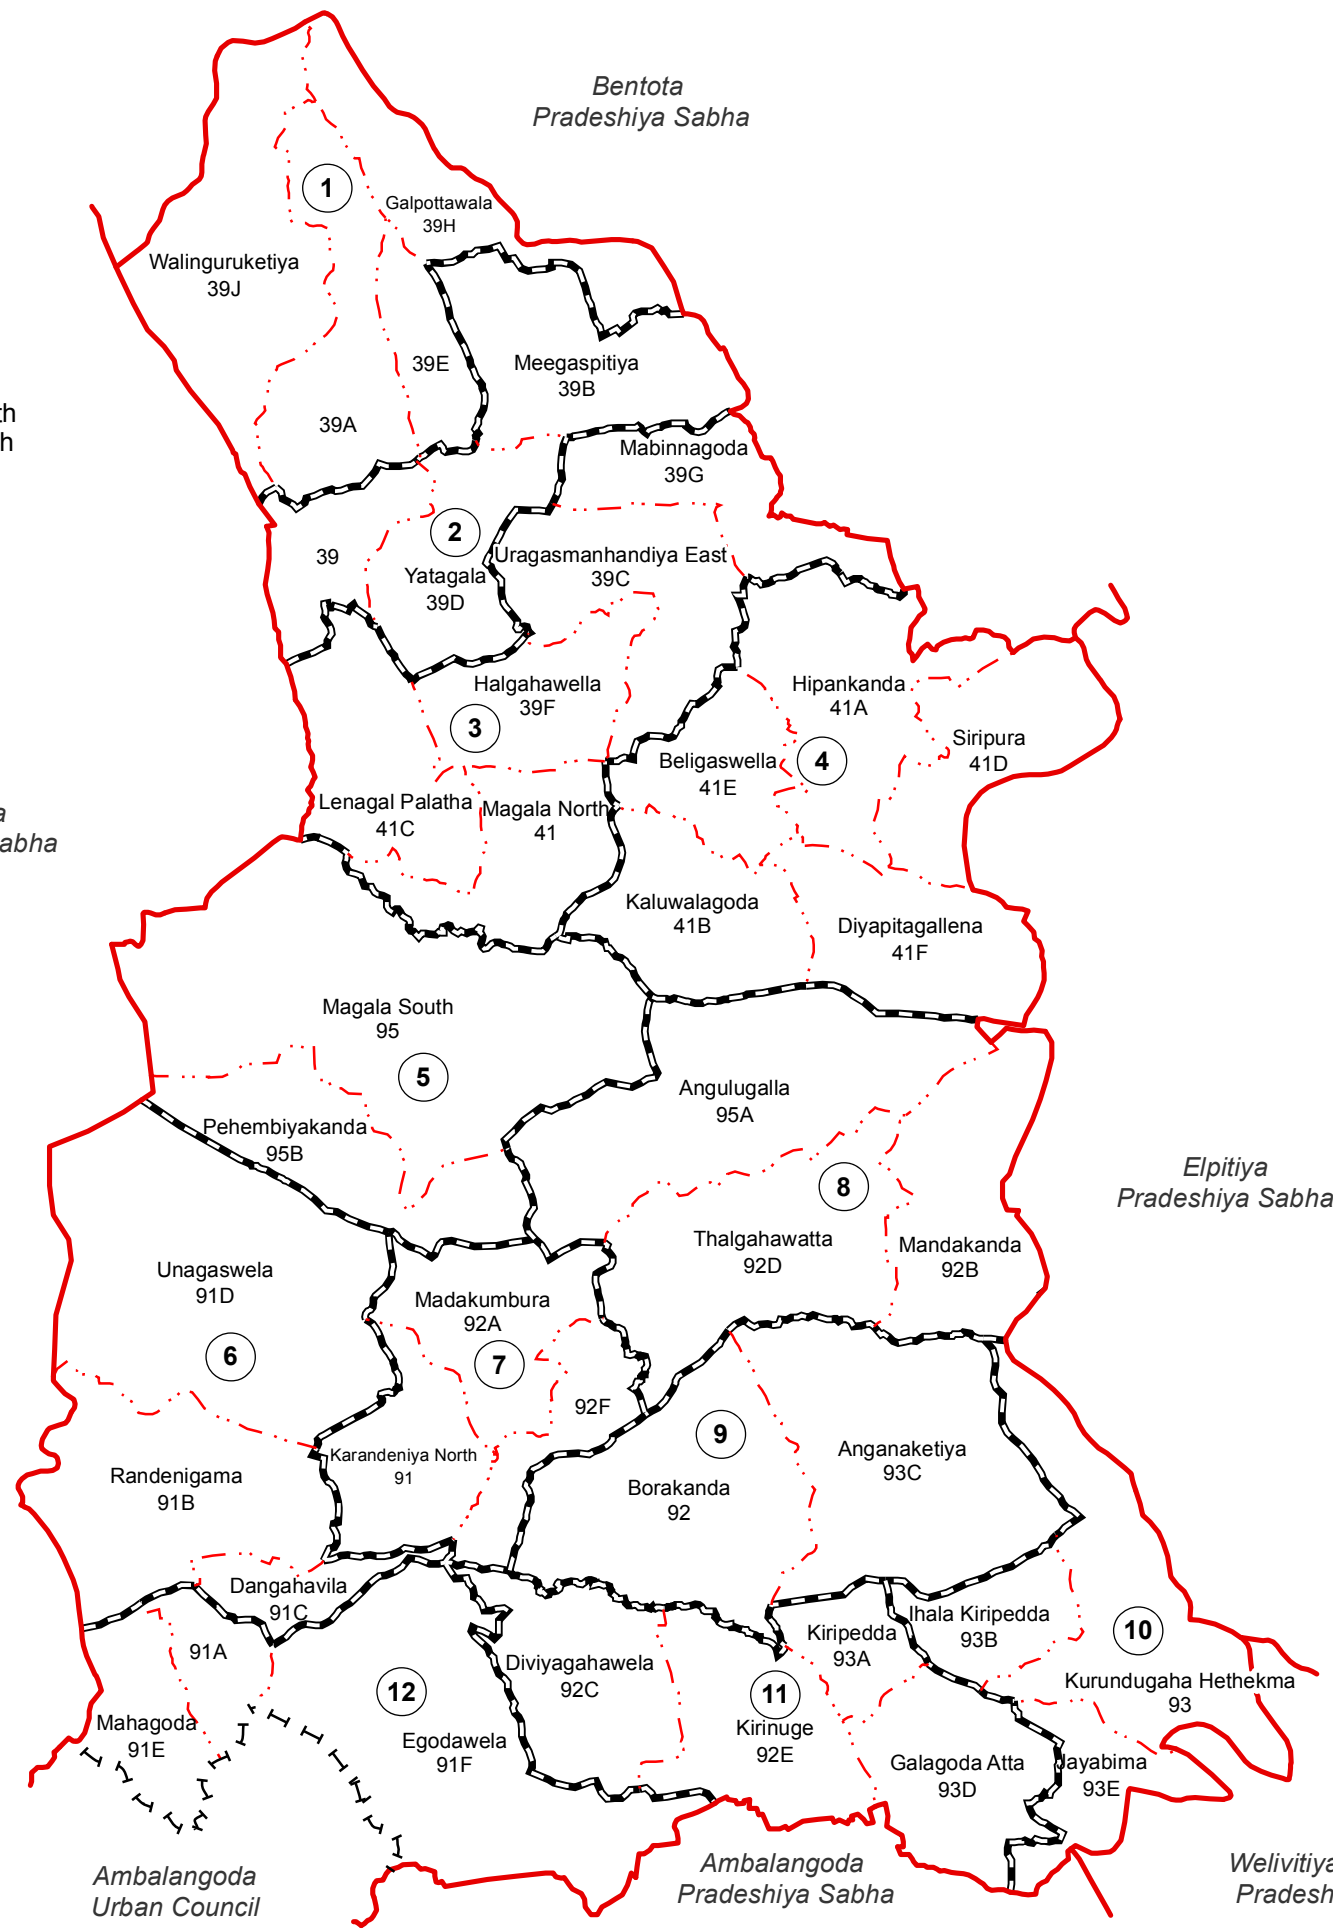 Bentota
Pradeshiya Sabha
1
Galpottawala
39H
Walinguruketiya
39J
39E
Meegaspitiya
39B
39A
th
h
Mabinnagoda
39G
2
39
Uragasmanhandiya East
39C
Yatagala
39D
Halgahawella
39F
3
Hipankanda
41A
4
Siripura
41D
Beligaswella
41E
Lenagal Palatha
41C
Magala North
41
a
abha
Kaluwalagoda
41B
Diyapitagallena
41F
Magala South
95
5
Angulugalla
95A
Pehembiyakanda
95B
Elpitiya
Pradeshiya Sabha
8
Thalgahawatta
92D
Mandakanda
92B
Unagaswela
91D
6
Madakumbura
92A
7
92F
9
Anganaketiya
93C
Karandeniya North
91
Borakanda
92
Randenigama
91B
Dangahavila
91C
91A
Ihala Kiripedda
93B
10
Kiripedda
93A
Diviyagahawela
92C
Kurundugaha Hethekma
93
12
11
Kirinuge
92E
Mahagoda
91E
Egodawela
91F
Galagoda Atta
93D
Jayabima
93E
Ambalangoda
Urban Council
Ambalangoda
Pradeshiya Sabha
Welivitiya
Pradesh